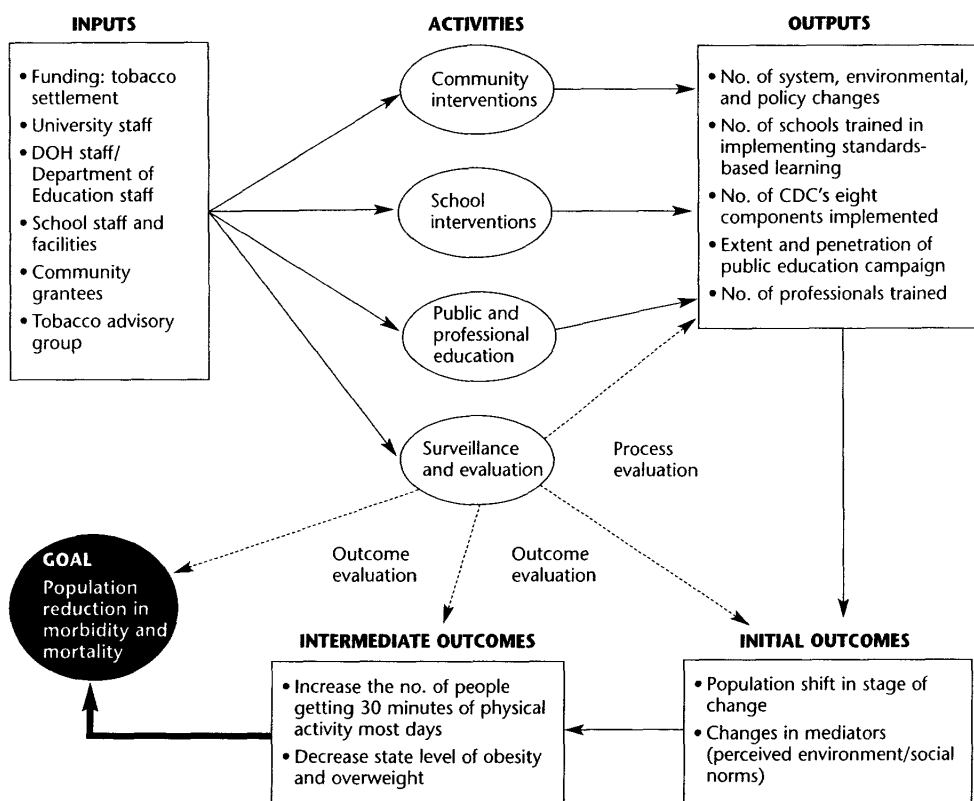 INPUTS
• Funding: tobacco
settlement
• University staff
• DOH staff/
Department of
Education staff
• School staff and
facilities
• Community
grantees
• Tobacco advisory
group
ACTIVITIES
Community
interventions
School
interventions
Public and
professional
education
Surveillance
and evaluation
OUTPUTS
• No. of system, environmental,
and policy changes
• No. of schools trained in
implementing standards-
based learning
• No. of CDC's eight
components implemented
• Extent and penetration of
public education campaign
• No. of professionals trained
Process
evaluation
Outcome
evaluation
Outcome
evaluation
GOAL
Population
reduction in
morbidity and
mortality
INTERMEDIATE OUTCOMES
• Increase the no. of people
getting 30 minutes of physical
activity most days
• Decrease state level of obesity
and overweight
INITIAL OUTCOMES
• Population shift in stage of
change
• Changes in mediators
(perceived environment/social
norms)